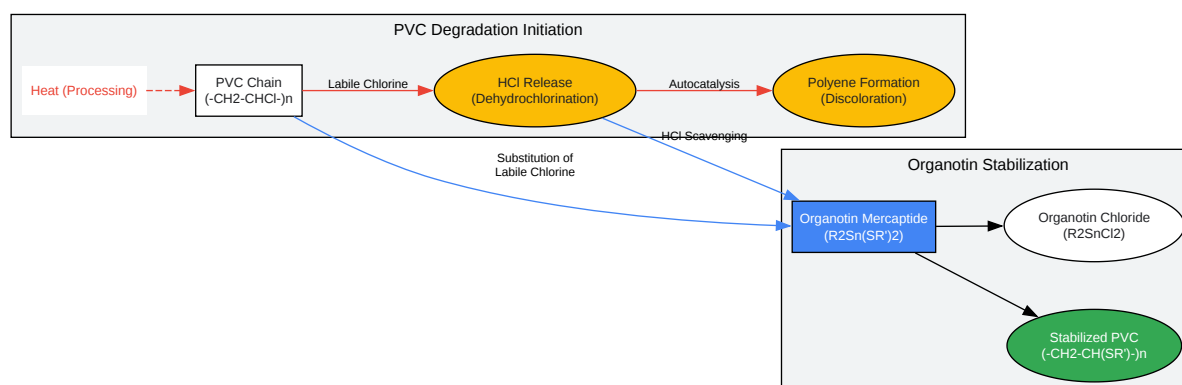 PVC Degradation Initiation
Heat (Processing)
PVC Chain
(-CH2-CHCl-)n
Labile Chlorine
HCl Release
(Dehydrochlorination)
Autocatalysis
Polyene Formation
(Discoloration)
HCl Scavenging
Substitution of
Labile Chlorine
Organotin Stabilization
Organotin Mercaptide
(R2Sn(SR')2)
Organotin Chloride
(R2SnCl2)
Stabilized PVC
(-CH2-CH(SR')-)n